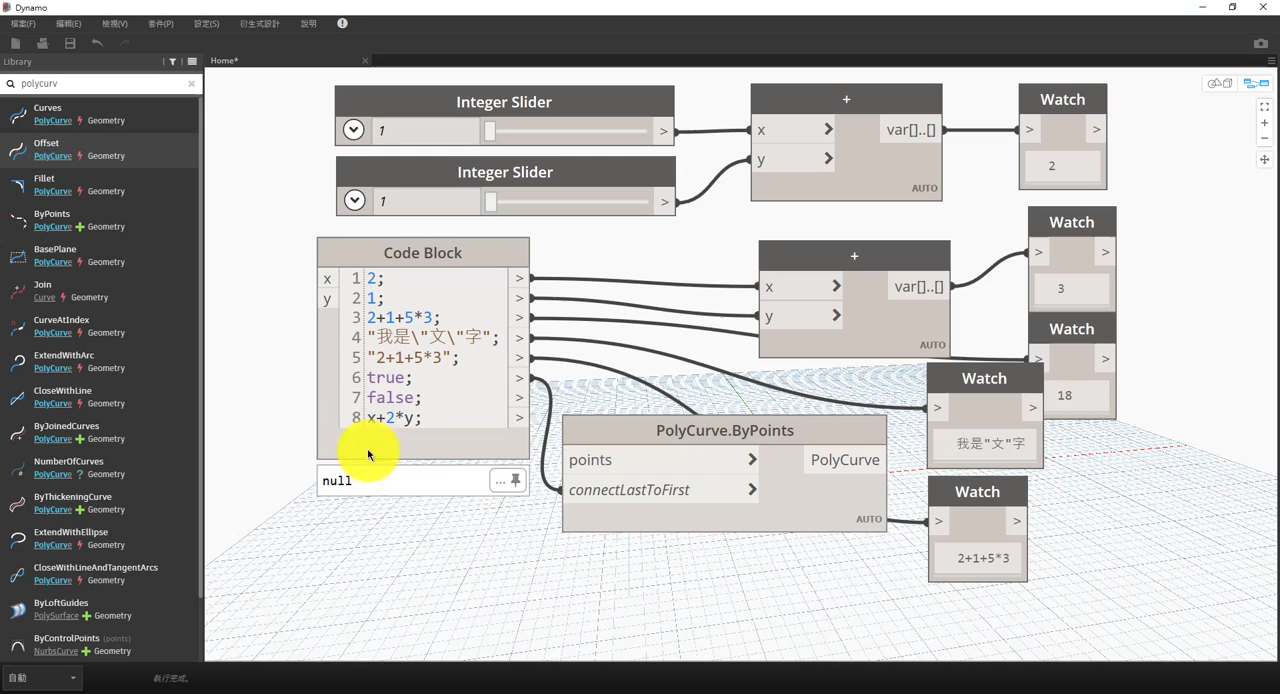 Dynamo
檔案(F) 編輯(E) 檢視(V) 套件(P) 設定(S) 衍生式設計 說明
Library
Home*
polycurv
Curves
PolyCurve Geometry
Offset
PolyCurve Geometry
Fillet
PolyCurve Geometry
ByPoints
PolyCurve Geometry
BasePlane
PolyCurve Geometry
Join
Curve Geometry
CurveAtIndex
PolyCurve Geometry
ExtendWithArc
PolyCurve Geometry
CloseWithLine
PolyCurve Geometry
ByJoinedCurves
PolyCurve Geometry
NumberOfCurves
PolyCurve ? Geometry
ByThickeningCurve
PolyCurve Geometry
ExtendWithEllipse
PolyCurve Geometry
CloseWithLineAndTangentArcs
PolyCurve Geometry
ByLoftGuides
PolySurface Geometry
ByControlPoints (points)
NurbsCurve Geometry
自動
執行完成。
Integer Slider
1 >
Integer Slider
1 >
+
x > var[]..[]
y >
AUTO
Watch
> >
2
Code Block
x 1 2; >
y 2 1; >
3 2+1+5*3; >
4 "我是\"文\"字"; >
5 "2+1+5*3"; >
6 true; >
7 false; >
8 x+2*y; >
null ...
+
x > var[]..[]
y >
AUTO
Watch
> >
3
Watch
> >
18
PolyCurve.ByPoints
points > PolyCurve
connectLastToFirst >
AUTO
Watch
> >
我是"文"字
Watch
> >
2+1+5*3